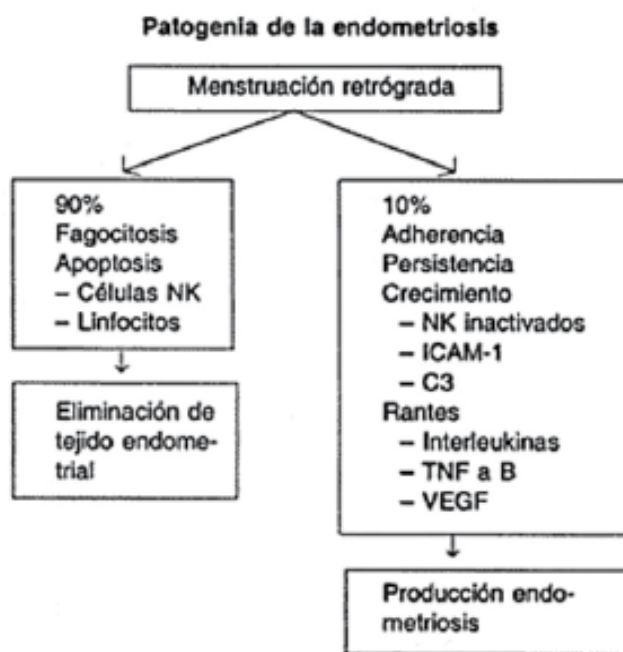 Patogenia de la endometriosis
Menstruación retrógrada
90%
Fagocitosis
Apoptosis
– Células NK
– Linfocitos
Eliminación de
tejido endome-
trial
10%
Adherencia
Persistencia
Crecimiento
– NK inactivados
– ICAM-1
– C3
Rantes
– Interleukinas
– TNF a B
– VEGF
Producción endo-
metriosis